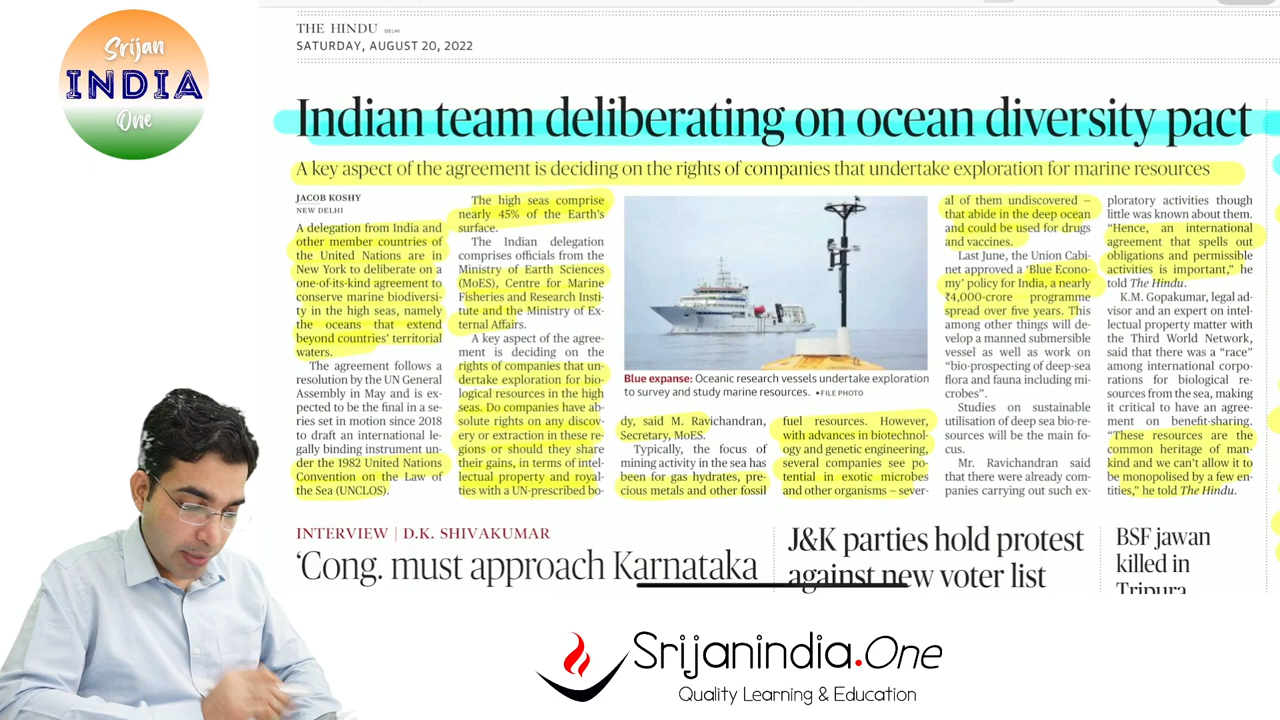 Srijan
INDIA
One
THE HINDU DELHI
SATURDAY, AUGUST 20, 2022
Indian team deliberating on ocean diversity pact
A key aspect of the agreement is deciding on the rights of companies that undertake exploration for marine resources
JACOB KOSHY
NEW DELHI
A delegation from India and
other member countries of
the United Nations are in
New York to deliberate on a
one-of-its-kind agreement to
conserve marine biodiversi-
ty in the high seas, namely
the oceans that extend
beyond countries' territorial
waters.
The agreement follows a
resolution by the UN General
Assembly in May and is ex-
pected to be the final in a se-
ries set in motion since 2018
to draft an international le-
gally binding instrument un-
der the 1982 United Nations
Convention on the Law of
the Sea (UNCLOS).
The high seas comprise
nearly 45% of the Earth's
surface.
The Indian delegation
comprises officials from the
Ministry of Earth Sciences
(MoES), Centre for Marine
Fisheries and Research Insti-
tute and the Ministry of Ex-
ternal Affairs.
A key aspect of the agree-
ment is deciding on the
rights of companies that un-
dertake exploration for bio-
logical resources in the high
seas. Do companies have ab-
solute rights on any discov-
ery or extraction in these re-
gions or should they share
their gains, in terms of intel-
lectual property and royal-
ties with a UN-prescribed bo-
Blue expanse: Oceanic research vessels undertake exploration
to survey and study marine resources. •FILE PHOTO
dy, said M. Ravichandran,
Secretary, MoES.
Typically, the focus of
mining activity in the sea has
been for gas hydrates, pre-
cious metals and other fossil
fuel resources. However,
with advances in biotechnol-
ogy and genetic engineering,
several companies see po-
tential in exotic microbes
and other organisms – sever-
al of them undiscovered –
that abide in the deep ocean
and could be used for drugs
and vaccines.
Last June, the Union Cabi-
net approved a 'Blue Econo-
my' policy for India, a nearly
₹4,000-crore programme
spread over five years. This
among other things will de-
velop a manned submersible
vessel as well as work on
"bio-prospecting of deep-sea
flora and fauna including mi-
crobes".
Studies on sustainable
utilisation of deep sea bio-re-
sources will be the main fo-
cus.
Mr. Ravichandran said
that there were already com-
panies carrying out such ex-
ploratory activities though
little was known about them.
"Hence, an international
agreement that spells out
obligations and permissible
activities is important," he
told The Hindu.
K.M. Gopakumar, legal ad-
visor and an expert on intel-
lectual property matter with
the Third World Network,
said that there was a "race"
among international corpo-
rations for biological re-
sources from the sea, making
it critical to have an agree-
ment on benefit-sharing.
"These resources are the
common heritage of man-
kind and we can't allow it to
be monopolised by a few en-
tities," he told The Hindu.
INTERVIEW | D.K. SHIVAKUMAR
'Cong. must approach Karnataka
J&K parties hold protest
against new voter list
BSF jawan
killed in
Tripura
Srijanindia.One
Quality Learning & Education